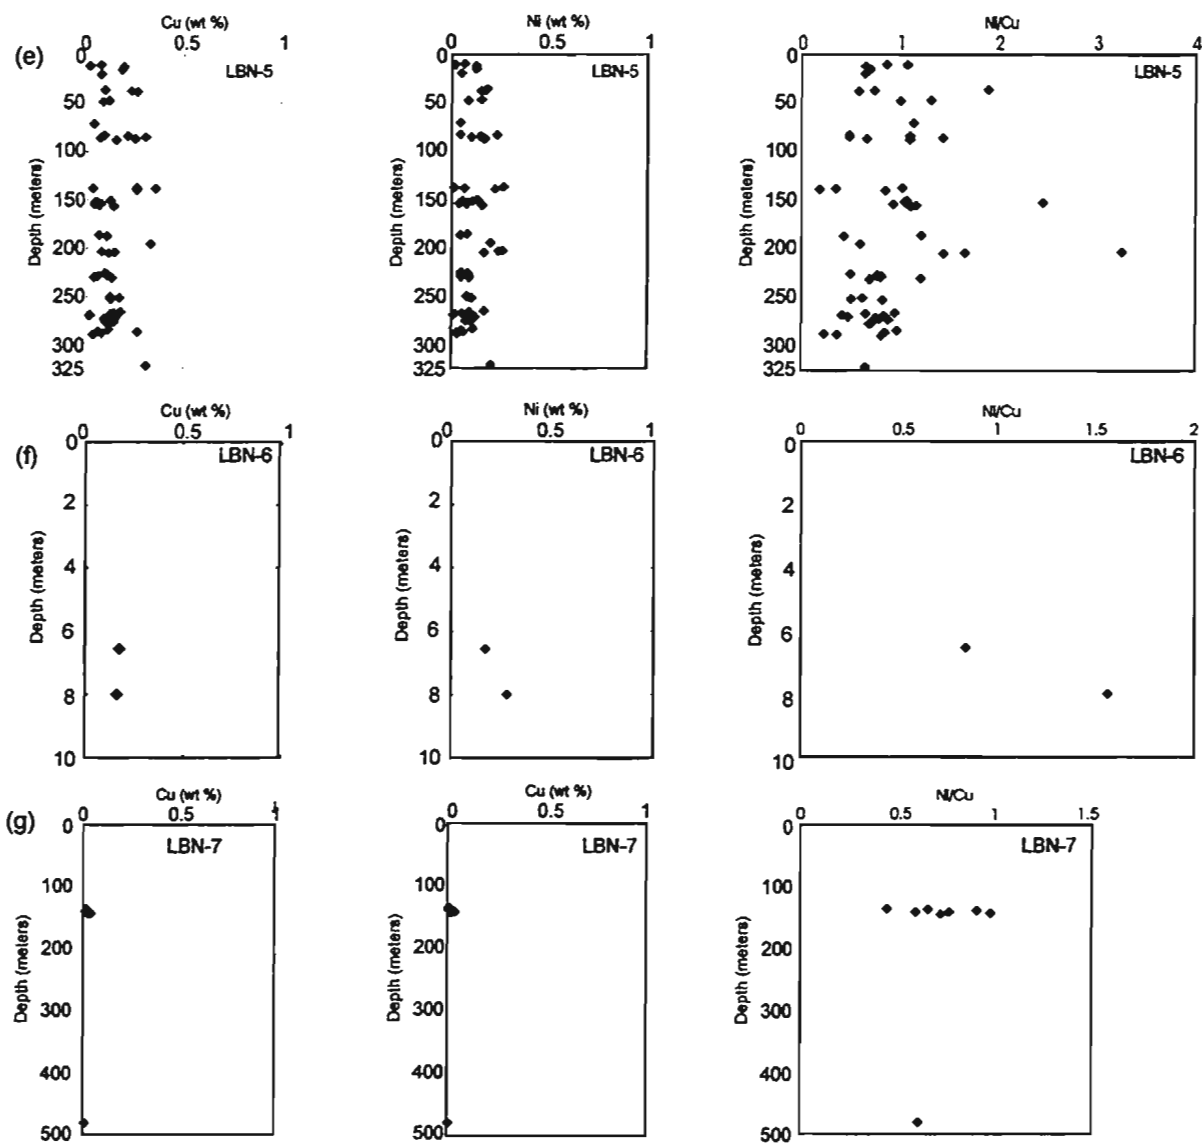 Cu (wt %) Ni (wt %) Ni/Cu
0 0.5 1 0 0.5 1 0 1 2 3 4
(e) LBN-5 LBN-5 LBN-5
Depth (meters) Depth (meters) Depth (meters)
0 0 0
50 50 50
100 100 100
150 150 150
200 200 200
250 250 250
300 300 300
325 325 325
Cu (wt %) Ni (wt %) Ni/Cu
0 0.5 1 0 0.5 1 0 0.5 1 1.5 2
(f) LBN-6 LBN-6 LBN-6
Depth (meters) Depth (meters) Depth (meters)
0 0 0
2 2 2
4 4 4
6 6 6
8 8 8
10 10 10
Cu (wt %) Cu (wt %) Ni/Cu
0 0.5 1 0 0.5 1 0 0.5 1 1.5
(g) LBN-7 LBN-7 LBN-7
Depth (meters) Depth (meters) Depth (meters)
0 0 0
100 100 100
200 200 200
300 300 300
400 400 400
500 500 500